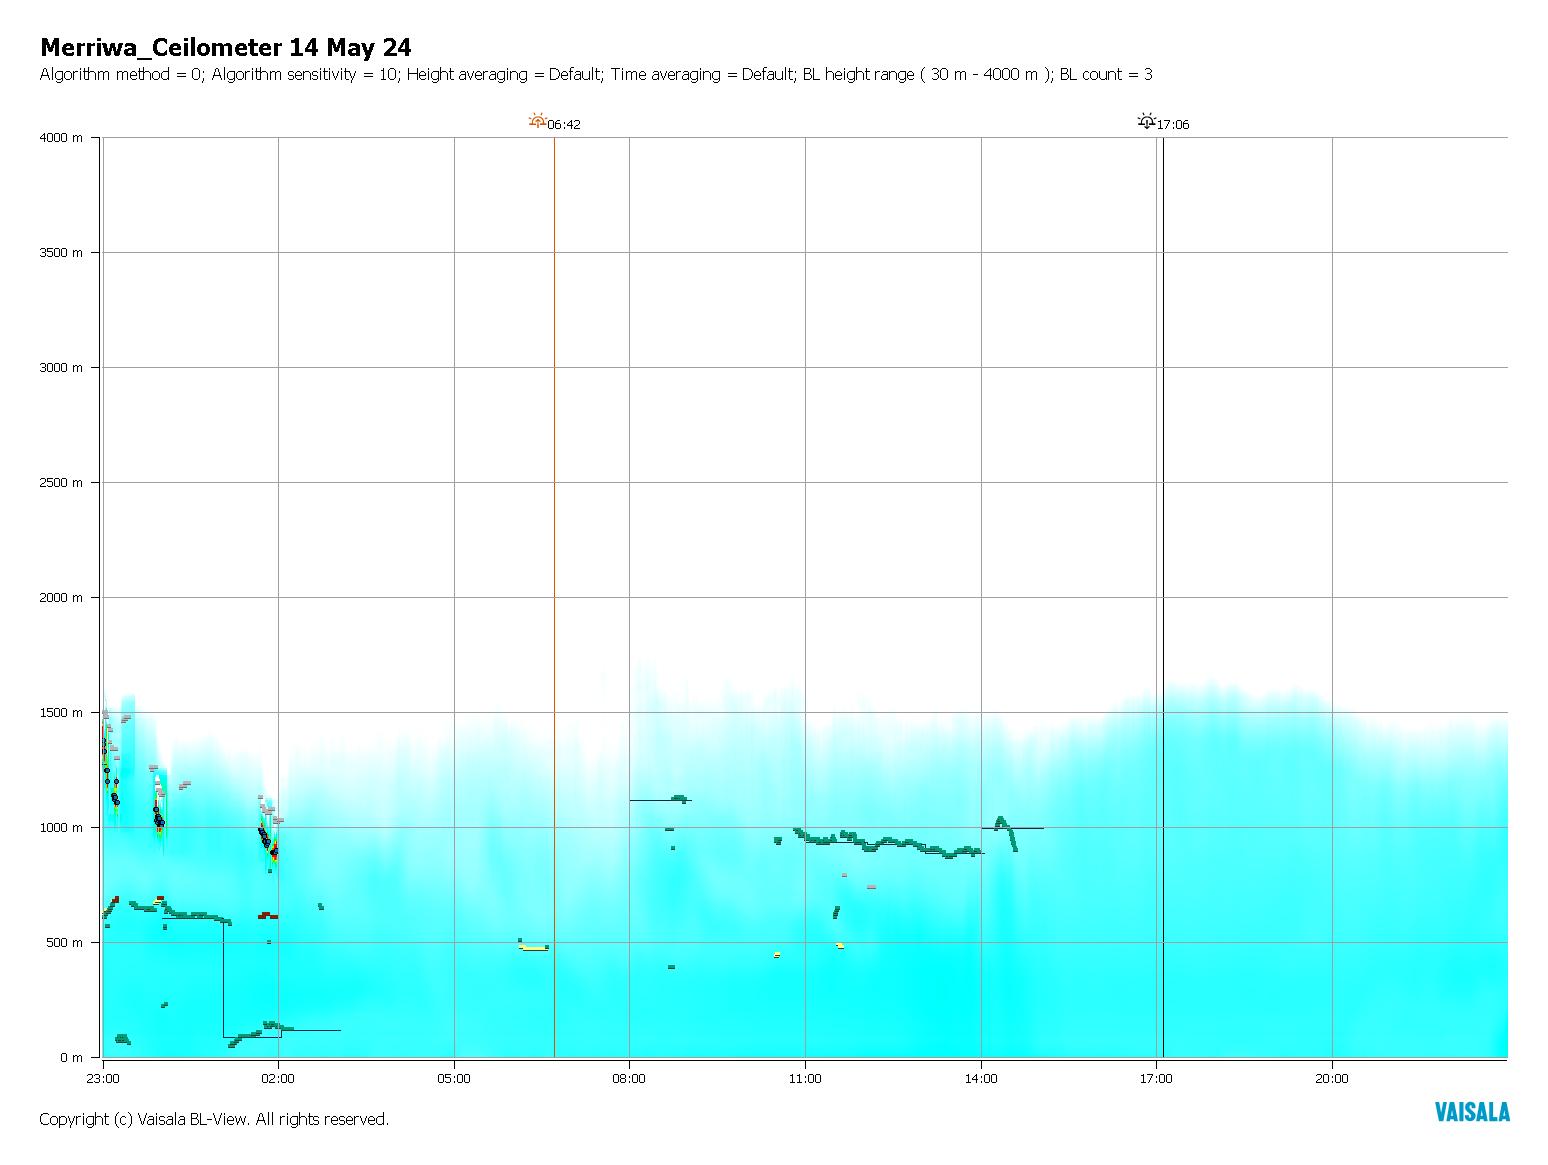 Merriwa_Ceilometer 14 May 24
Algorithm method = 0; Algorithm sensitivity = 10; Height averaging = Default; Time averaging = Default; BL height range ( 30 m - 4000 m ); BL count = 3
06:42
17:06
4000 m
3500 m
3000 m
2500 m
2000 m
1500 m
1000 m
500 m
0 m
23:00 02:00 05:00 08:00 11:00 14:00 17:00 20:00
Copyright (c) Vaisala BL-View. All rights reserved.
VAISALA